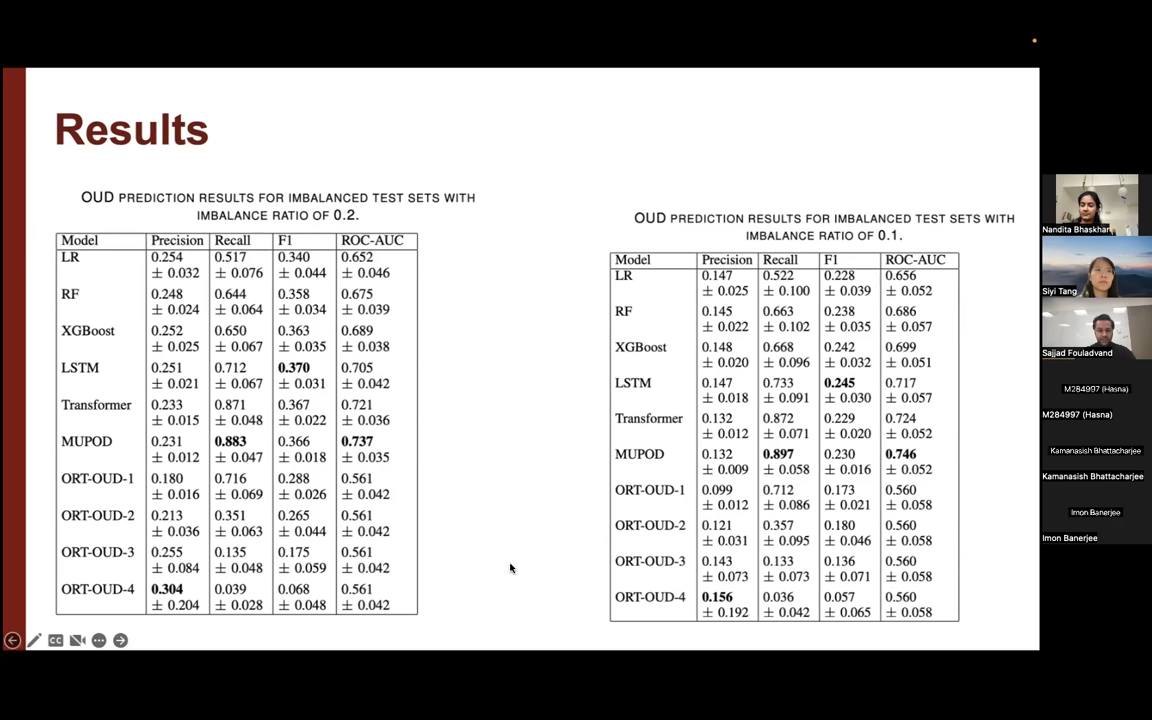 Results
OUD PREDICTION RESULTS FOR IMBALANCED TEST SETS WITH
IMBALANCE RATIO OF 0.2.
Model Precision Recall F1 ROC-AUC
LR 0.254 0.517 0.340 0.652
± 0.032 ± 0.076 ± 0.044 ± 0.046
RF 0.248 0.644 0.358 0.675
± 0.024 ± 0.064 ± 0.034 ± 0.039
XGBoost 0.252 0.650 0.363 0.689
± 0.025 ± 0.067 ± 0.035 ± 0.038
LSTM 0.251 0.712 0.370 0.705
± 0.021 ± 0.067 ± 0.031 ± 0.042
Transformer 0.233 0.871 0.367 0.721
± 0.015 ± 0.048 ± 0.022 ± 0.036
MUPOD 0.231 0.883 0.366 0.737
± 0.012 ± 0.047 ± 0.018 ± 0.035
ORT-OUD-1 0.180 0.716 0.288 0.561
± 0.016 ± 0.069 ± 0.026 ± 0.042
ORT-OUD-2 0.213 0.351 0.265 0.561
± 0.036 ± 0.063 ± 0.044 ± 0.042
ORT-OUD-3 0.255 0.135 0.175 0.561
± 0.084 ± 0.048 ± 0.059 ± 0.042
ORT-OUD-4 0.304 0.039 0.068 0.561
± 0.204 ± 0.028 ± 0.048 ± 0.042
OUD PREDICTION RESULTS FOR IMBALANCED TEST SETS WITH
IMBALANCE RATIO OF 0.1.
Model Precision Recall F1 ROC-AUC
LR 0.147 0.522 0.228 0.656
± 0.025 ± 0.100 ± 0.039 ± 0.052
RF 0.145 0.663 0.238 0.686
± 0.022 ± 0.102 ± 0.035 ± 0.057
XGBoost 0.148 0.668 0.242 0.699
± 0.020 ± 0.096 ± 0.032 ± 0.051
LSTM 0.147 0.733 0.245 0.717
± 0.018 ± 0.091 ± 0.030 ± 0.057
Transformer 0.132 0.872 0.229 0.724
± 0.012 ± 0.071 ± 0.020 ± 0.052
MUPOD 0.132 0.897 0.230 0.746
± 0.009 ± 0.058 ± 0.016 ± 0.052
ORT-OUD-1 0.099 0.712 0.173 0.560
± 0.012 ± 0.086 ± 0.021 ± 0.058
ORT-OUD-2 0.121 0.357 0.180 0.560
± 0.031 ± 0.095 ± 0.046 ± 0.058
ORT-OUD-3 0.143 0.133 0.136 0.560
± 0.073 ± 0.073 ± 0.071 ± 0.058
ORT-OUD-4 0.156 0.036 0.057 0.560
± 0.192 ± 0.042 ± 0.065 ± 0.058
CC
Nandita Bhaskhar
Siyi Tang
Sajjad Fouladvand
M284997 (Hasna)
M284997 (Hasna)
Kamanasish Bhattacharjee
Kamanasish Bhattacharjee
Imon Banerjee
Imon Banerjee